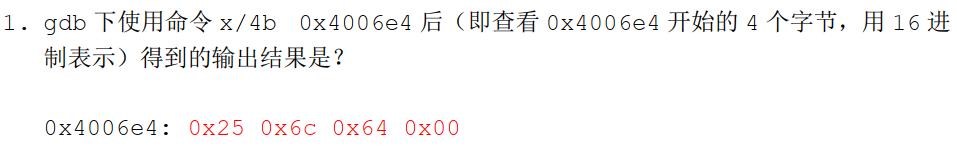 1. gdb 下使用命令 x/4b 0x4006e4 后（即查看 0x4006e4 开始的 4 个字节，用 16 进
制表示）得到的输出结果是？
0x4006e4: 0x25 0x6c 0x64 0x00